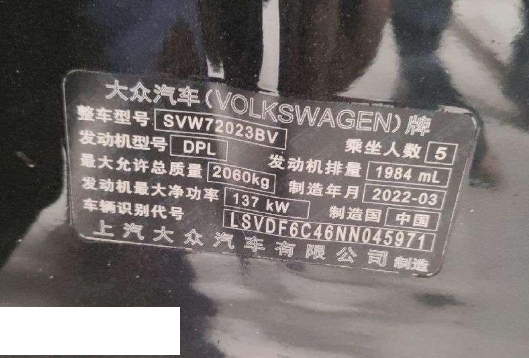 大众汽车(VOLKSWAGEN)牌
整车型号 SVW72023BV 乘坐人数 5
发动机型号 DPL 发动机排量 1984 mL
最大允许总质量 2060kg 制造年月 2022-03
发动机最大净功率 137 kW 制造国 中国
车辆识别代号 LSVDF6C46NN045971
上汽大众汽车有限公司 制造